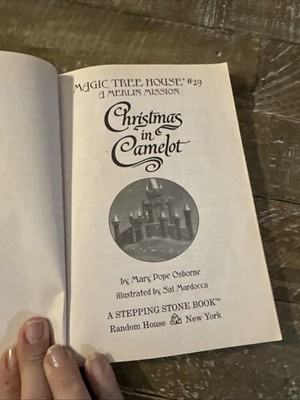 MAGIC TREE HOUSE® #29
A MERLIN MISSION
Christmas
in
Camelot
by Mary Pope Osborne
illustrated by Sal Murdocca
A STEPPING STONE BOOK™
Random House New York